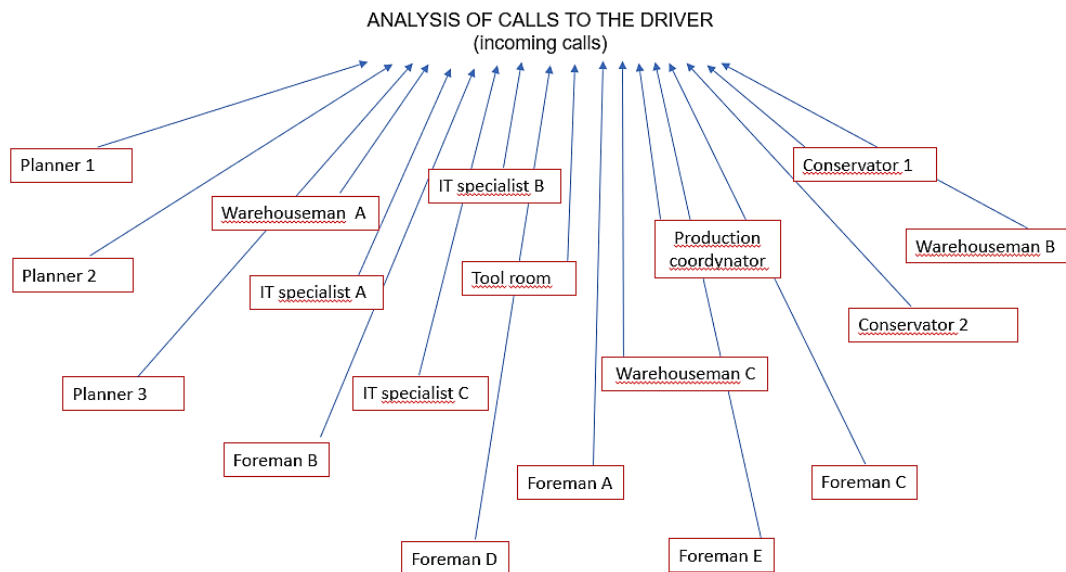 ANALYSIS OF CALLS TO THE DRIVER
(incoming calls)
Planner 1
Conservator 1
IT specialist B
Warehouseman A
Production
coordynator
Warehouseman B
Planner 2
Tool room
IT specialist A
Conservator 2
Warehouseman C
Planner 3
IT specialist C
Foreman B
Foreman A
Foreman C
Foreman D
Foreman E